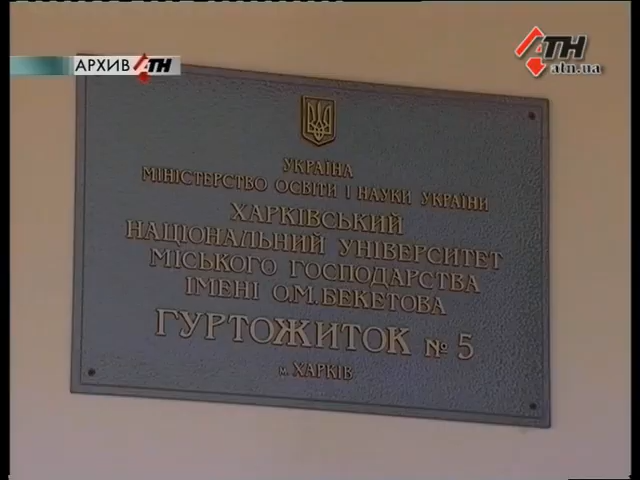 АРХИВ АТН
АТН
atn.ua
УКРАЇНА
МІНІСТЕРСТВО ОСВІТИ І НАУКИ УКРАЇНИ
ХАРКІВСЬКИЙ
НАЦІОНАЛЬНИЙ УНІВЕРСИТЕТ
МІСЬКОГО ГОСПОДАРСТВА
ІМЕНІ О.М.БЕКЕТОВА
ГУРТОЖИТОК № 5
м. ХАРКІВ